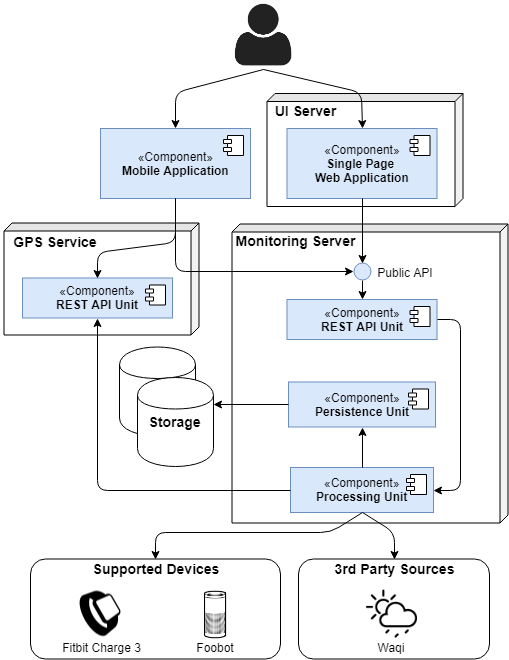 UI Server
«Component»
Mobile Application
«Component»
Single Page
Web Application
GPS Service
«Component»
REST API Unit
Monitoring Server
Public API
«Component»
REST API Unit
«Component»
Persistence Unit
Storage
«Component»
Processing Unit
Supported Devices
Fitbit Charge 3
Foobot
3rd Party Sources
Waqi